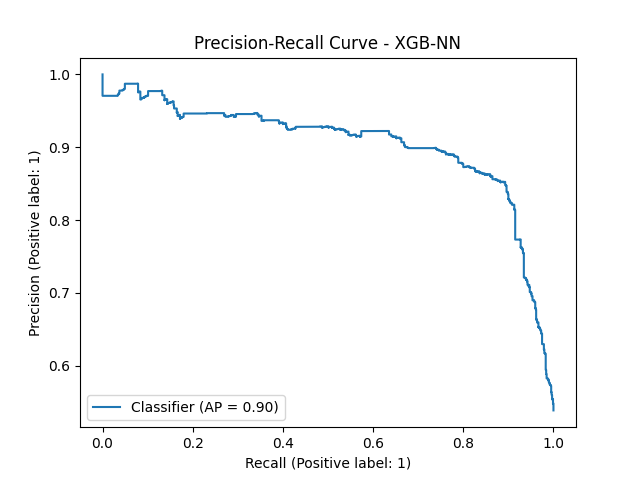 Precision-Recall Curve - XGB-NN
1.0
0.9
0.8
0.7
0.6
Precision (Positive label: 1)
Classifier (AP = 0.90)
0.0 0.2 0.4 0.6 0.8 1.0
Recall (Positive label: 1)